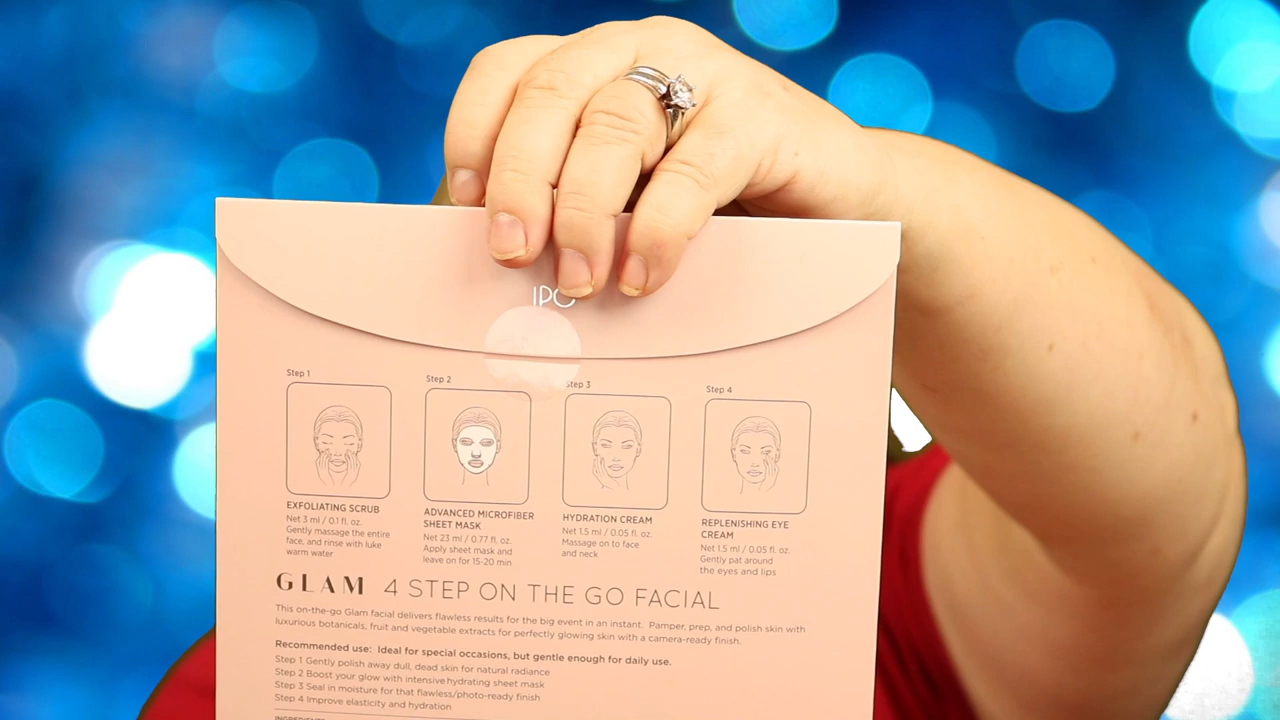 IPO
Step 1
Step 2
Step 3
Step 4
EXFOLIATING SCRUB
Net 3 ml / 0.1 fl. oz.
Gently massage the entire
face, and rinse with luke
warm water
ADVANCED MICROFIBER
SHEET MASK
Net 23 ml / 0.77 fl. oz.
Apply sheet mask and
leave on for 15-20 min
HYDRATION CREAM
Net 1.5 ml / 0.05 fl. oz.
Massage on to face
and neck
REPLENISHING EYE
CREAM
Net 1.5 ml / 0.05 fl. oz.
Gently pat around
the eyes and lips
GLAM 4 STEP ON THE GO FACIAL
This on-the-go Glam facial delivers flawless results for the big event in an instant. Pamper, prep, and polish skin with
luxurious botanicals, fruit and vegetable extracts for perfectly glowing skin with a camera-ready finish.
Recommended use: Ideal for special occasions, but gentle enough for daily use.
Step 1 Gently polish away dull, dead skin for natural radiance
Step 2 Boost your glow with intensive hydrating sheet mask
Step 3 Seal in moisture for that flawless/photo-ready finish
Step 4 Improve elasticity and hydration